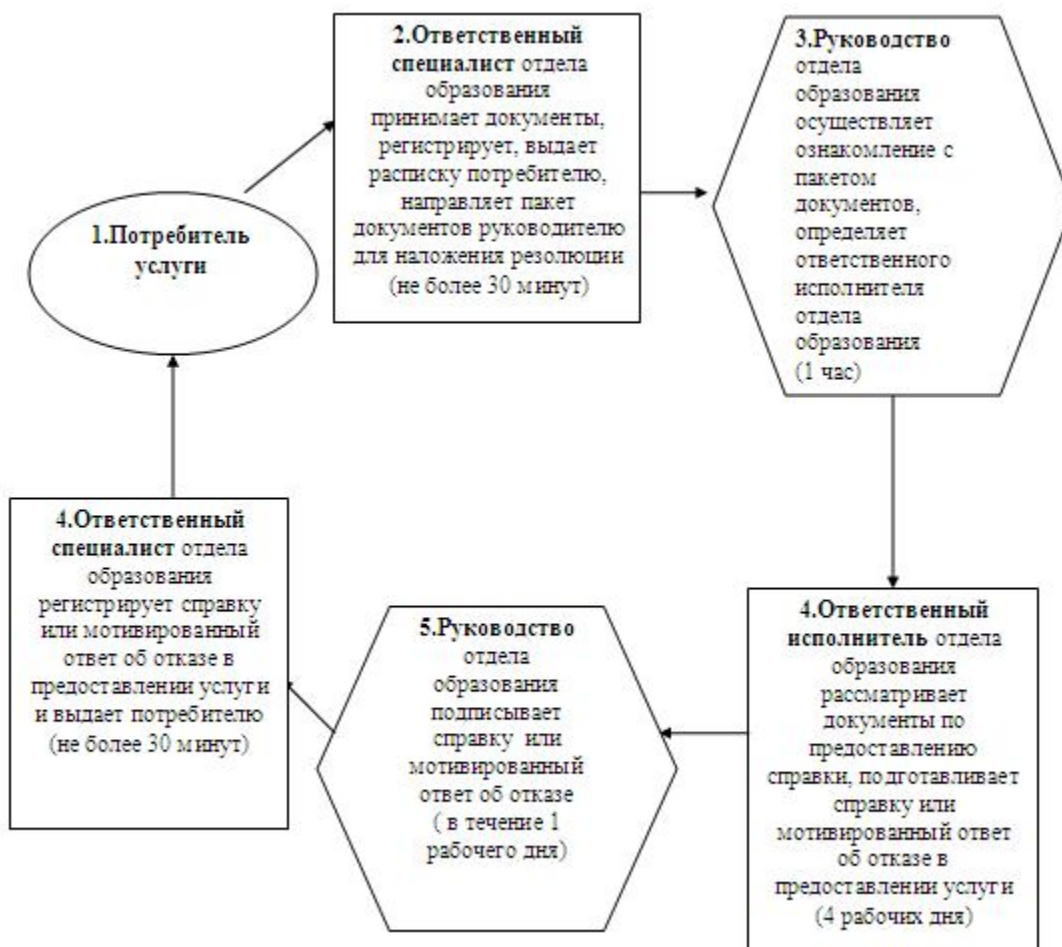 1.Потребитель
услуги
2.Ответственный
специалист отдела
образования
принимает документы,
регистрирует, выдает
расписку потребителю,
направляет пакет
документов руководителю
для наложения резолюции
(не более 30 минут)
3.Руководство
отдела
образования
осуществляет
ознакомление с
пакетом
документов,
определяет
ответственного
исполнителя
отдела
образования
(1 час)
4.Ответственный
исполнитель отдела
образования
рассматривает
документы по
предоставлению
справки, подготавливает
справку или
мотивированный ответ
об отказе в
предоставлении услуги
(4 рабочих дня)
5.Руководство
отдела
образования
подписывает
справку или
мотивированный
ответ об отказе
( в течение 1
рабочего дня)
4.Ответственный
специалист отдела
образования
регистрирует справку
или мотивированный
ответ об отказе в
предоставлении услуги
и выдает потребителю
(не более 30 минут)